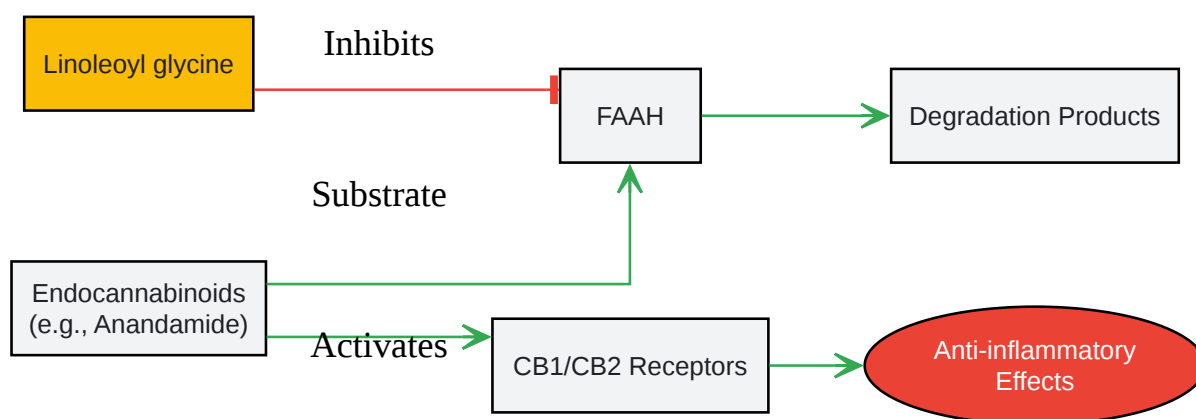 Linoleoyl glycine
Inhibits
FAAH
Degradation Products
Substrate
Endocannabinoids
(e.g., Anandamide)
Activates
CB1/CB2 Receptors
Anti-inflammatory
Effects